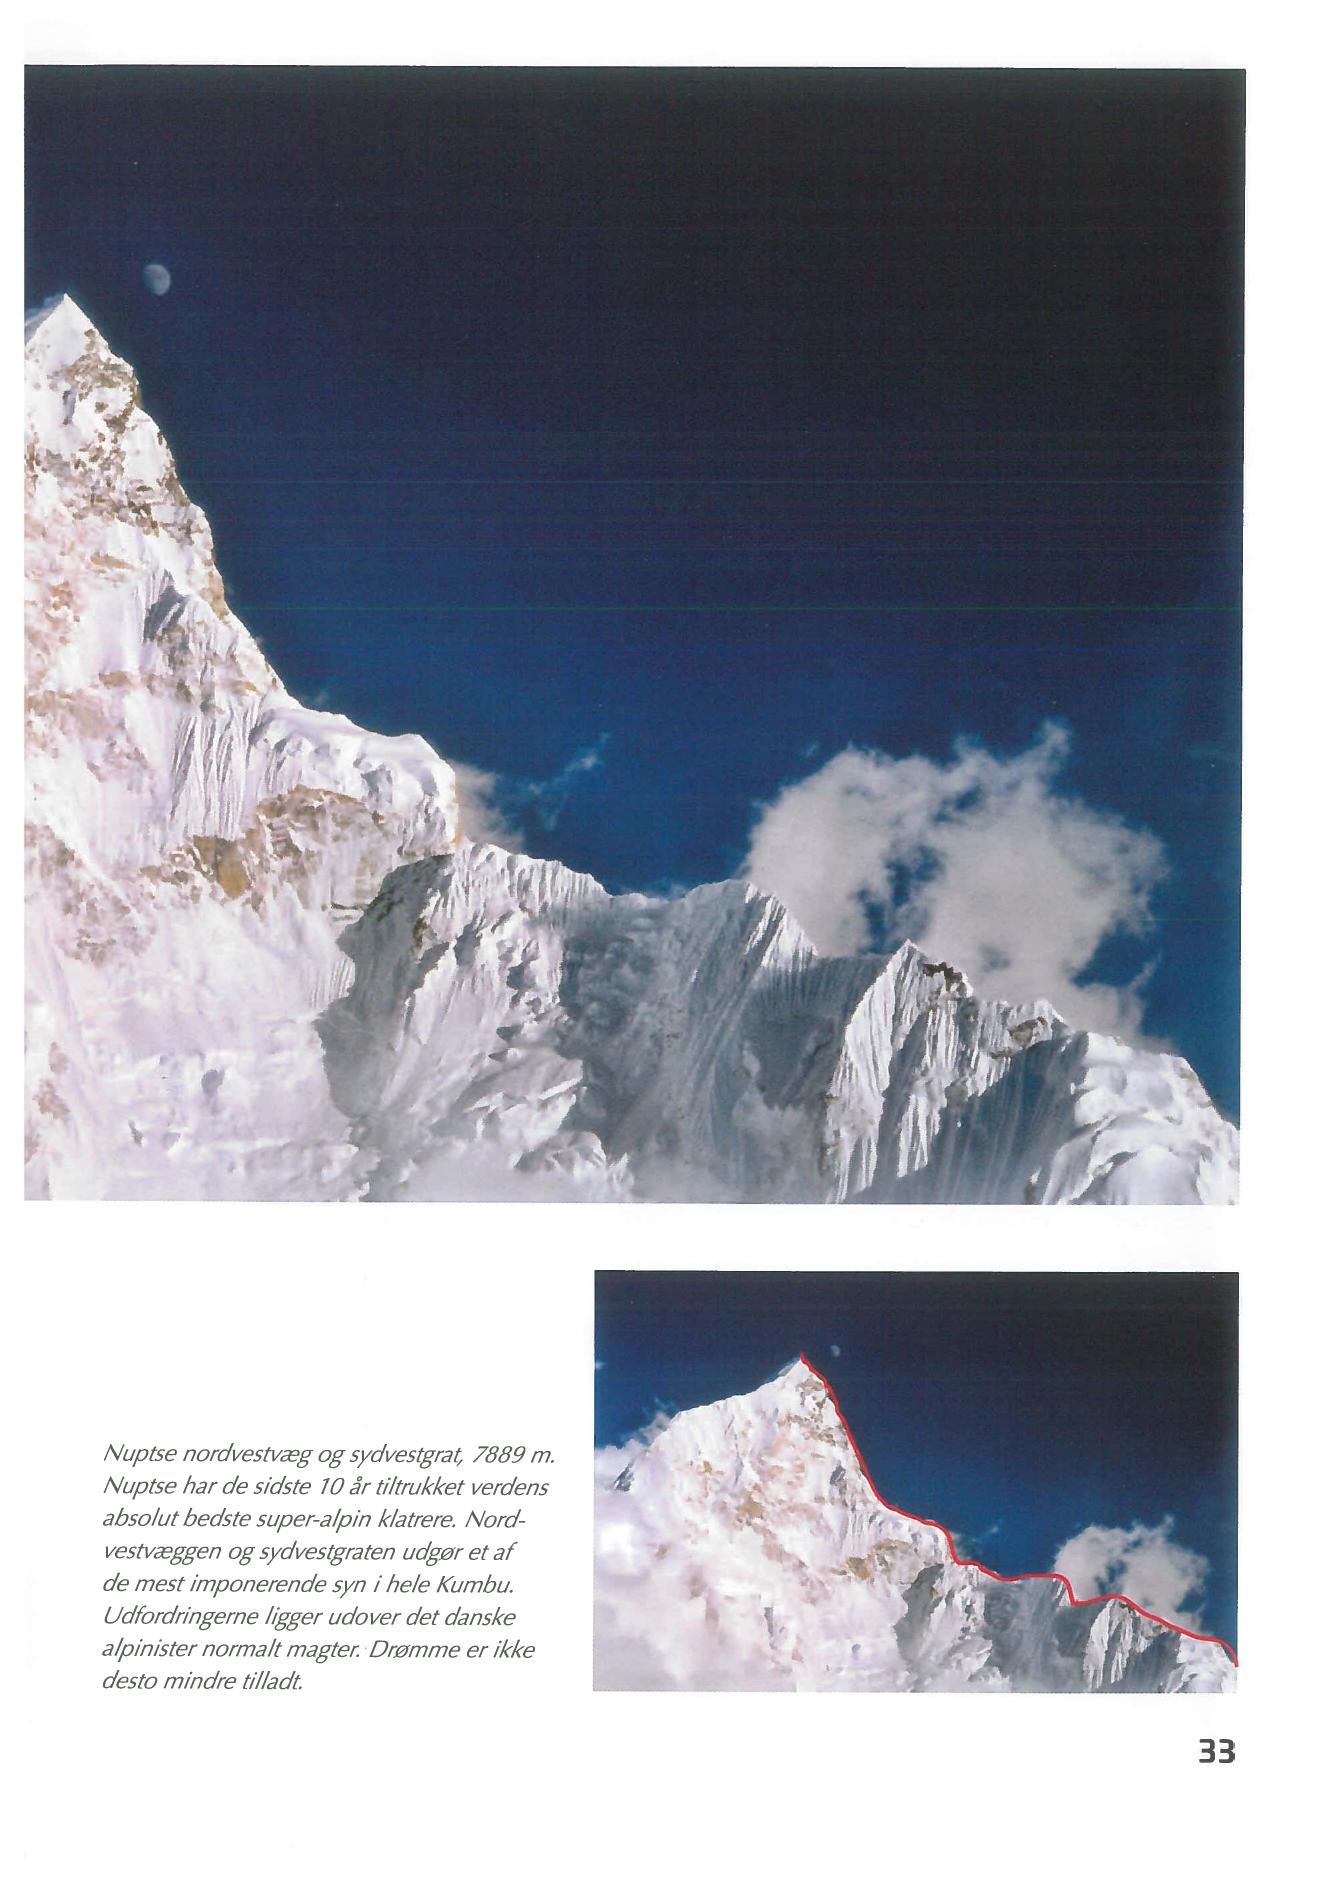 Nuptse nordvestvæg og sydvestgrat, 7889 m.
Nuptse har de sidste 10 år tiltrukket verdens
absolut bedste super-alpin klatrere. Nord-
vestvæggen og sydvestgraten udgør et af
de mest imponerende syn i hele Kumbu.
Udfordringerne ligger udover det danske
alpinister normalt magter. Drømme er ikke
desto mindre tilladt.
33